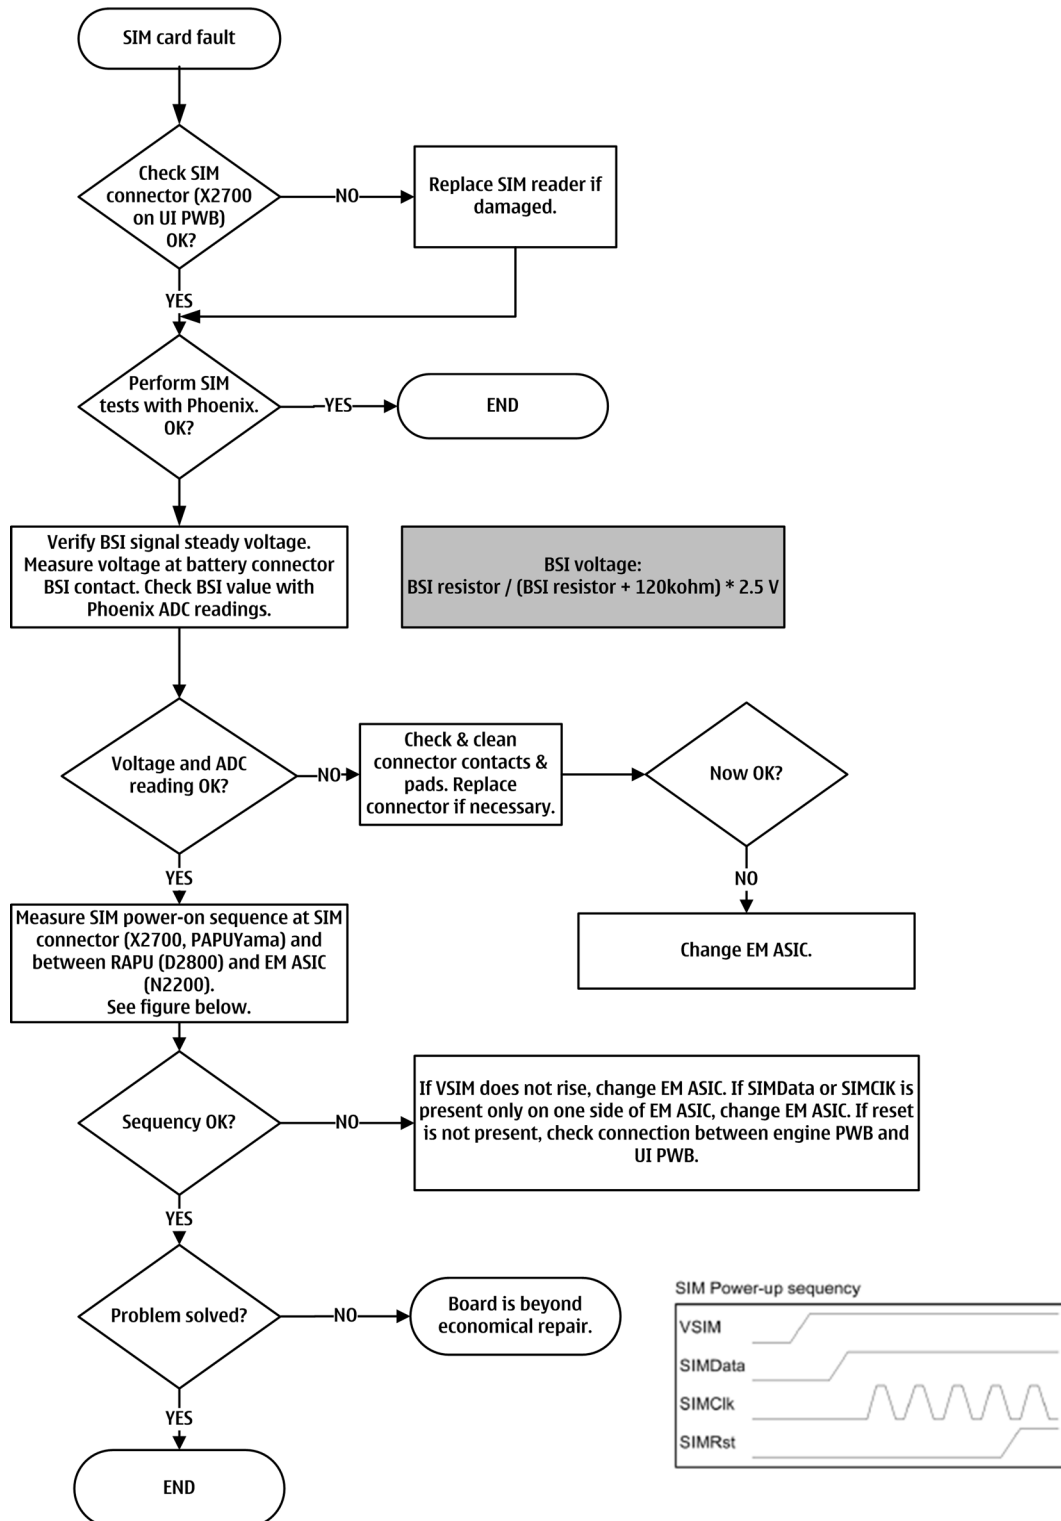 SIM card fault
Check SIM
connector (X2700
on UI PWB)
OK?
NO
Replace SIM reader if
damaged.
YES
Perform SIM
tests with Phoenix.
OK?
YES
END
Verify BSI signal steady voltage.
Measure voltage at battery connector
BSI contact. Check BSI value with
Phoenix ADC readings.
BSI voltage:
BSI resistor / (BSI resistor + 120kohm) * 2.5 V
Voltage and ADC
reading OK?
NO
Check & clean
connector contacts &
pads. Replace
connector if necessary.
Now OK?
YES
NO
Measure SIM power-on sequence at SIM
connector (X2700, PAPUYama) and
between RAPU (D2800) and EM ASIC
(N2200).
See figure below.
Change EM ASIC.
Sequency OK?
NO
If VSIM does not rise, change EM ASIC. If SIMData or SIMClK is
present only on one side of EM ASIC, change EM ASIC. If reset
is not present, check connection between engine PWB and
UI PWB.
YES
Problem solved?
NO
Board is beyond
economical repair.
YES
END
SIM Power-up sequency
VSIM
SIMData
SIMClk
SIMRst